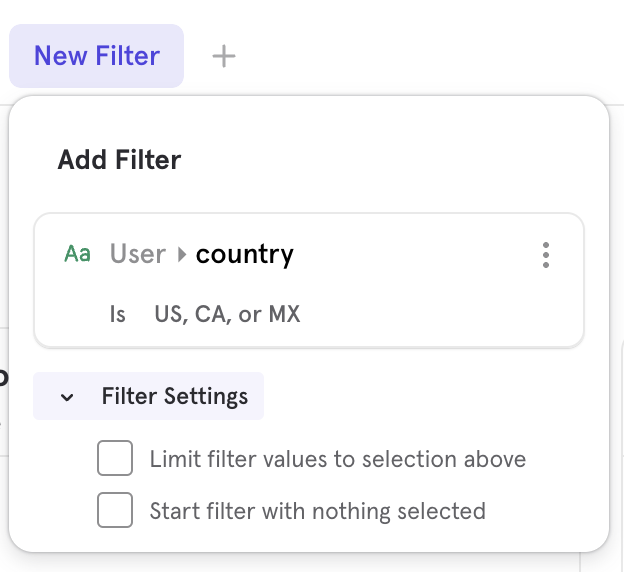 New Filter
Add Filter
Aa User country
Is US, CA, or MX
Filter Settings
Limit filter values to selection above
Start filter with nothing selected